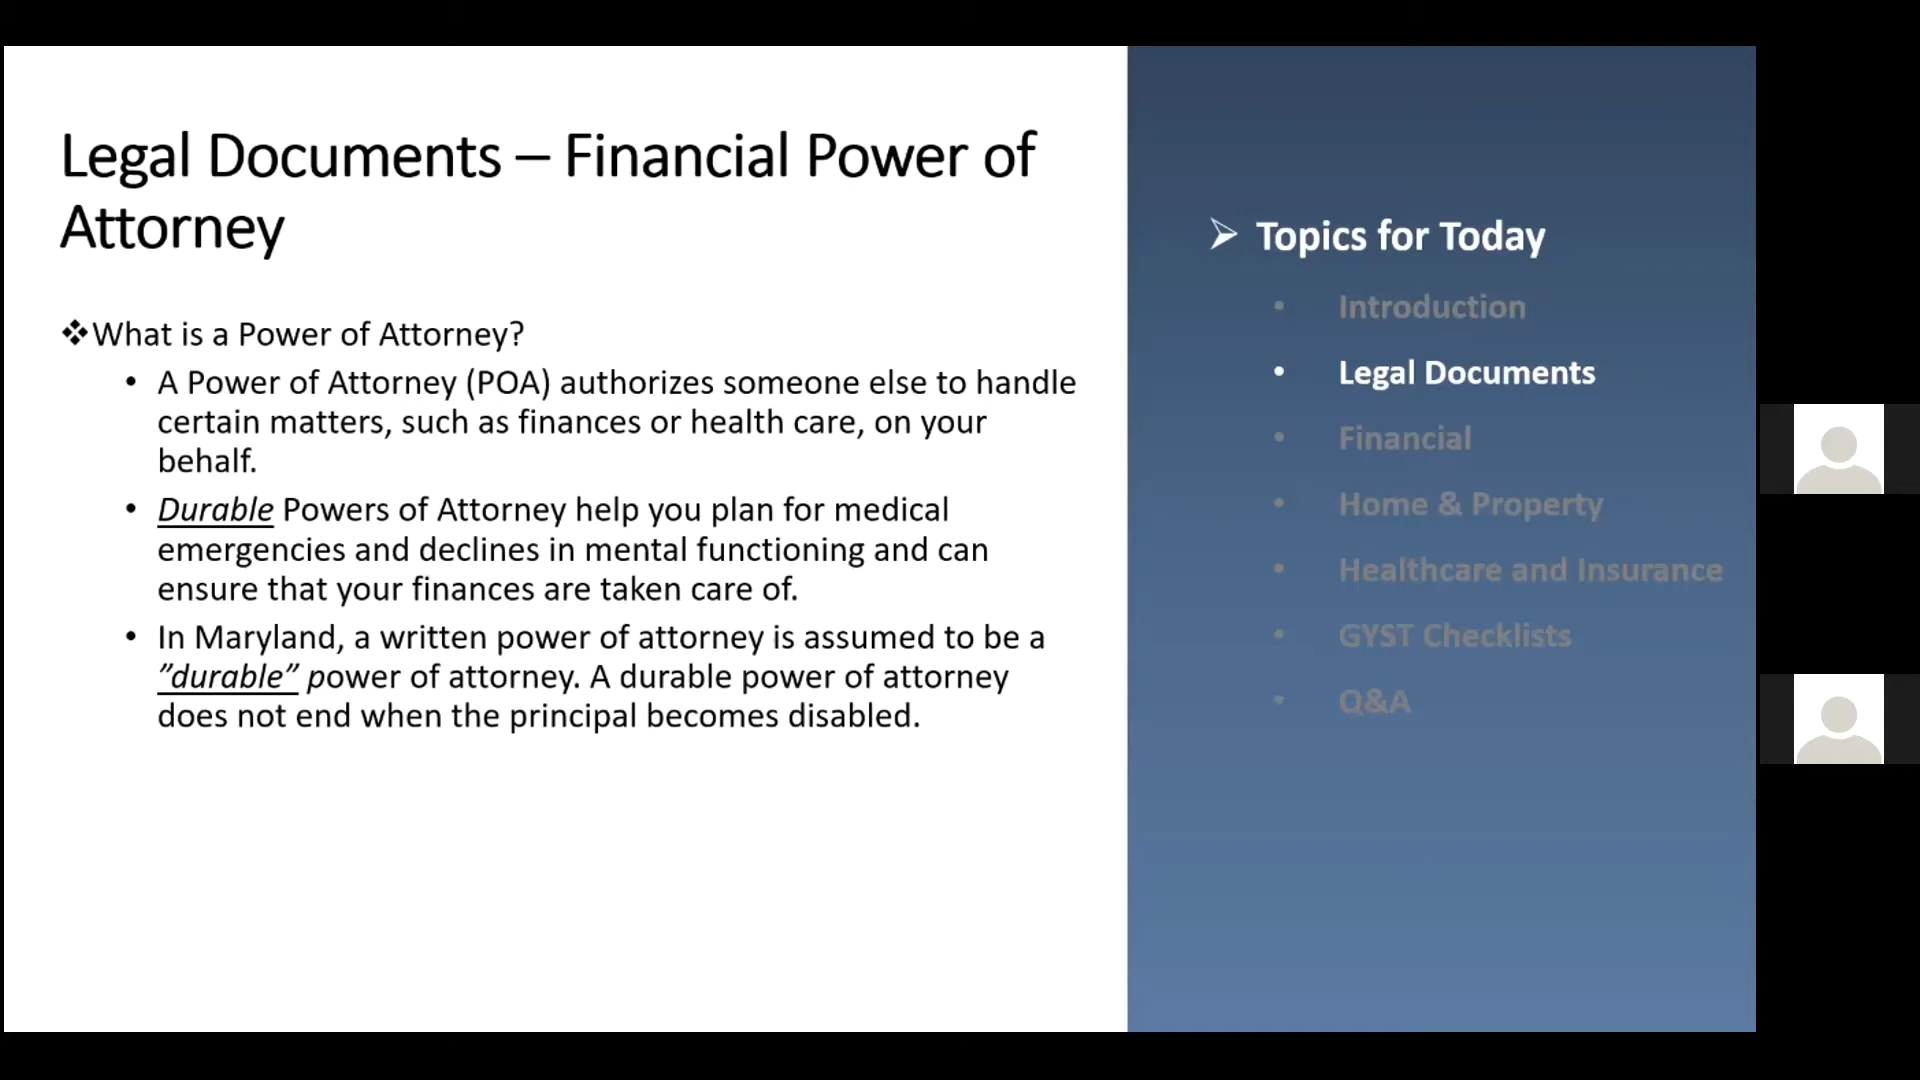 Legal Documents – Financial Power of
Attorney
❖What is a Power of Attorney?
• A Power of Attorney (POA) authorizes someone else to handle
certain matters, such as finances or health care, on your
behalf.
• Durable Powers of Attorney help you plan for medical
emergencies and declines in mental functioning and can
ensure that your finances are taken care of.
• In Maryland, a written power of attorney is assumed to be a
”durable” power of attorney. A durable power of attorney
does not end when the principal becomes disabled.
➢ Topics for Today
• Introduction
• Legal Documents
• Financial
• Home & Property
• Healthcare and Insurance
• GYST Checklists
• Q&A